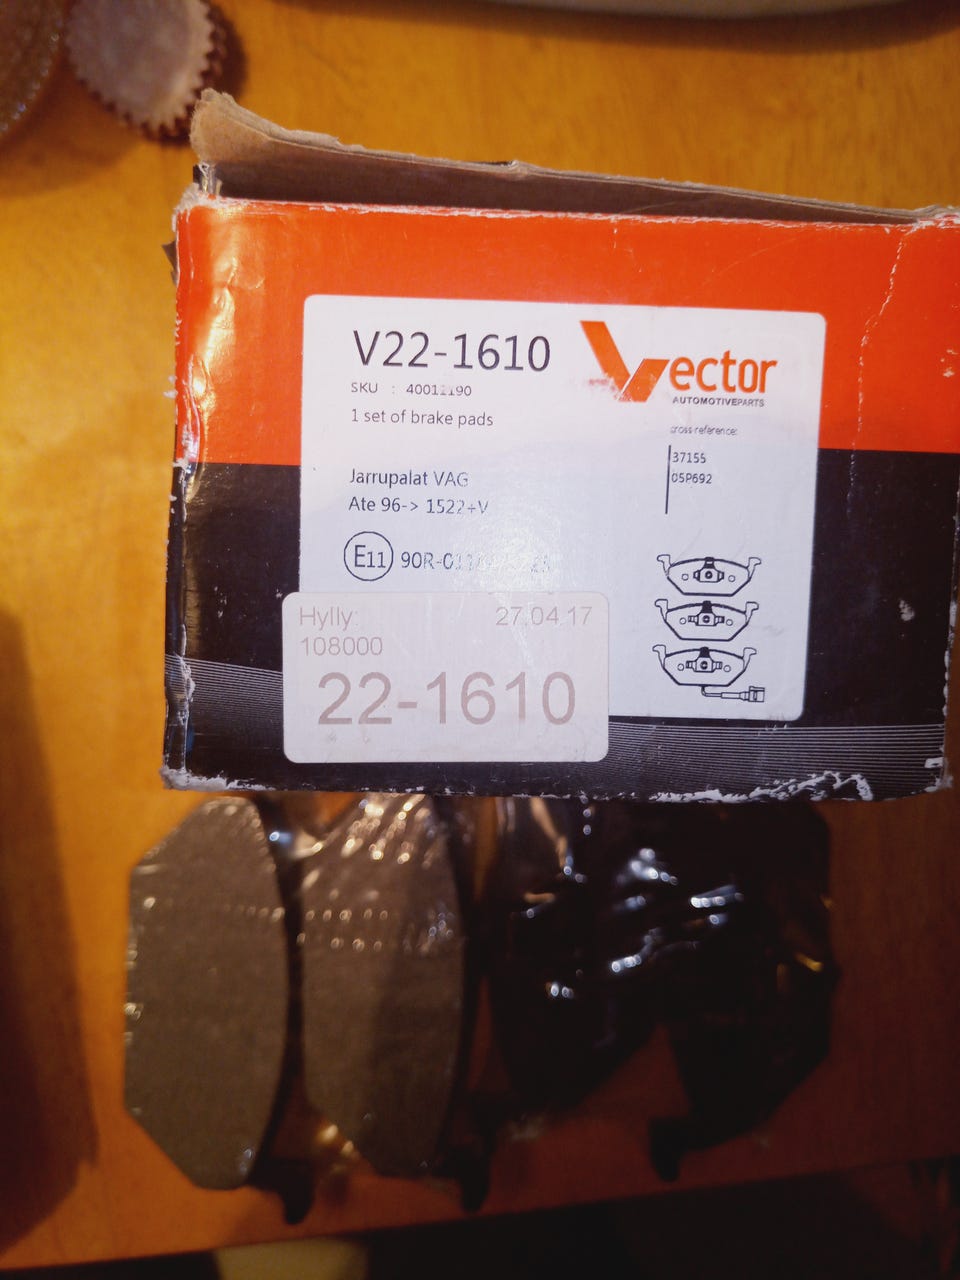 V22-1610
SKU : 40011190
1 set of brake pads
Vector
AUTOMOTIVEPARTS
cross reference:
37155
05P692
Jarrupalat VAG
Ate 96-> 1522+V
E11
Hylly:
27.04.17
108000
22-1610